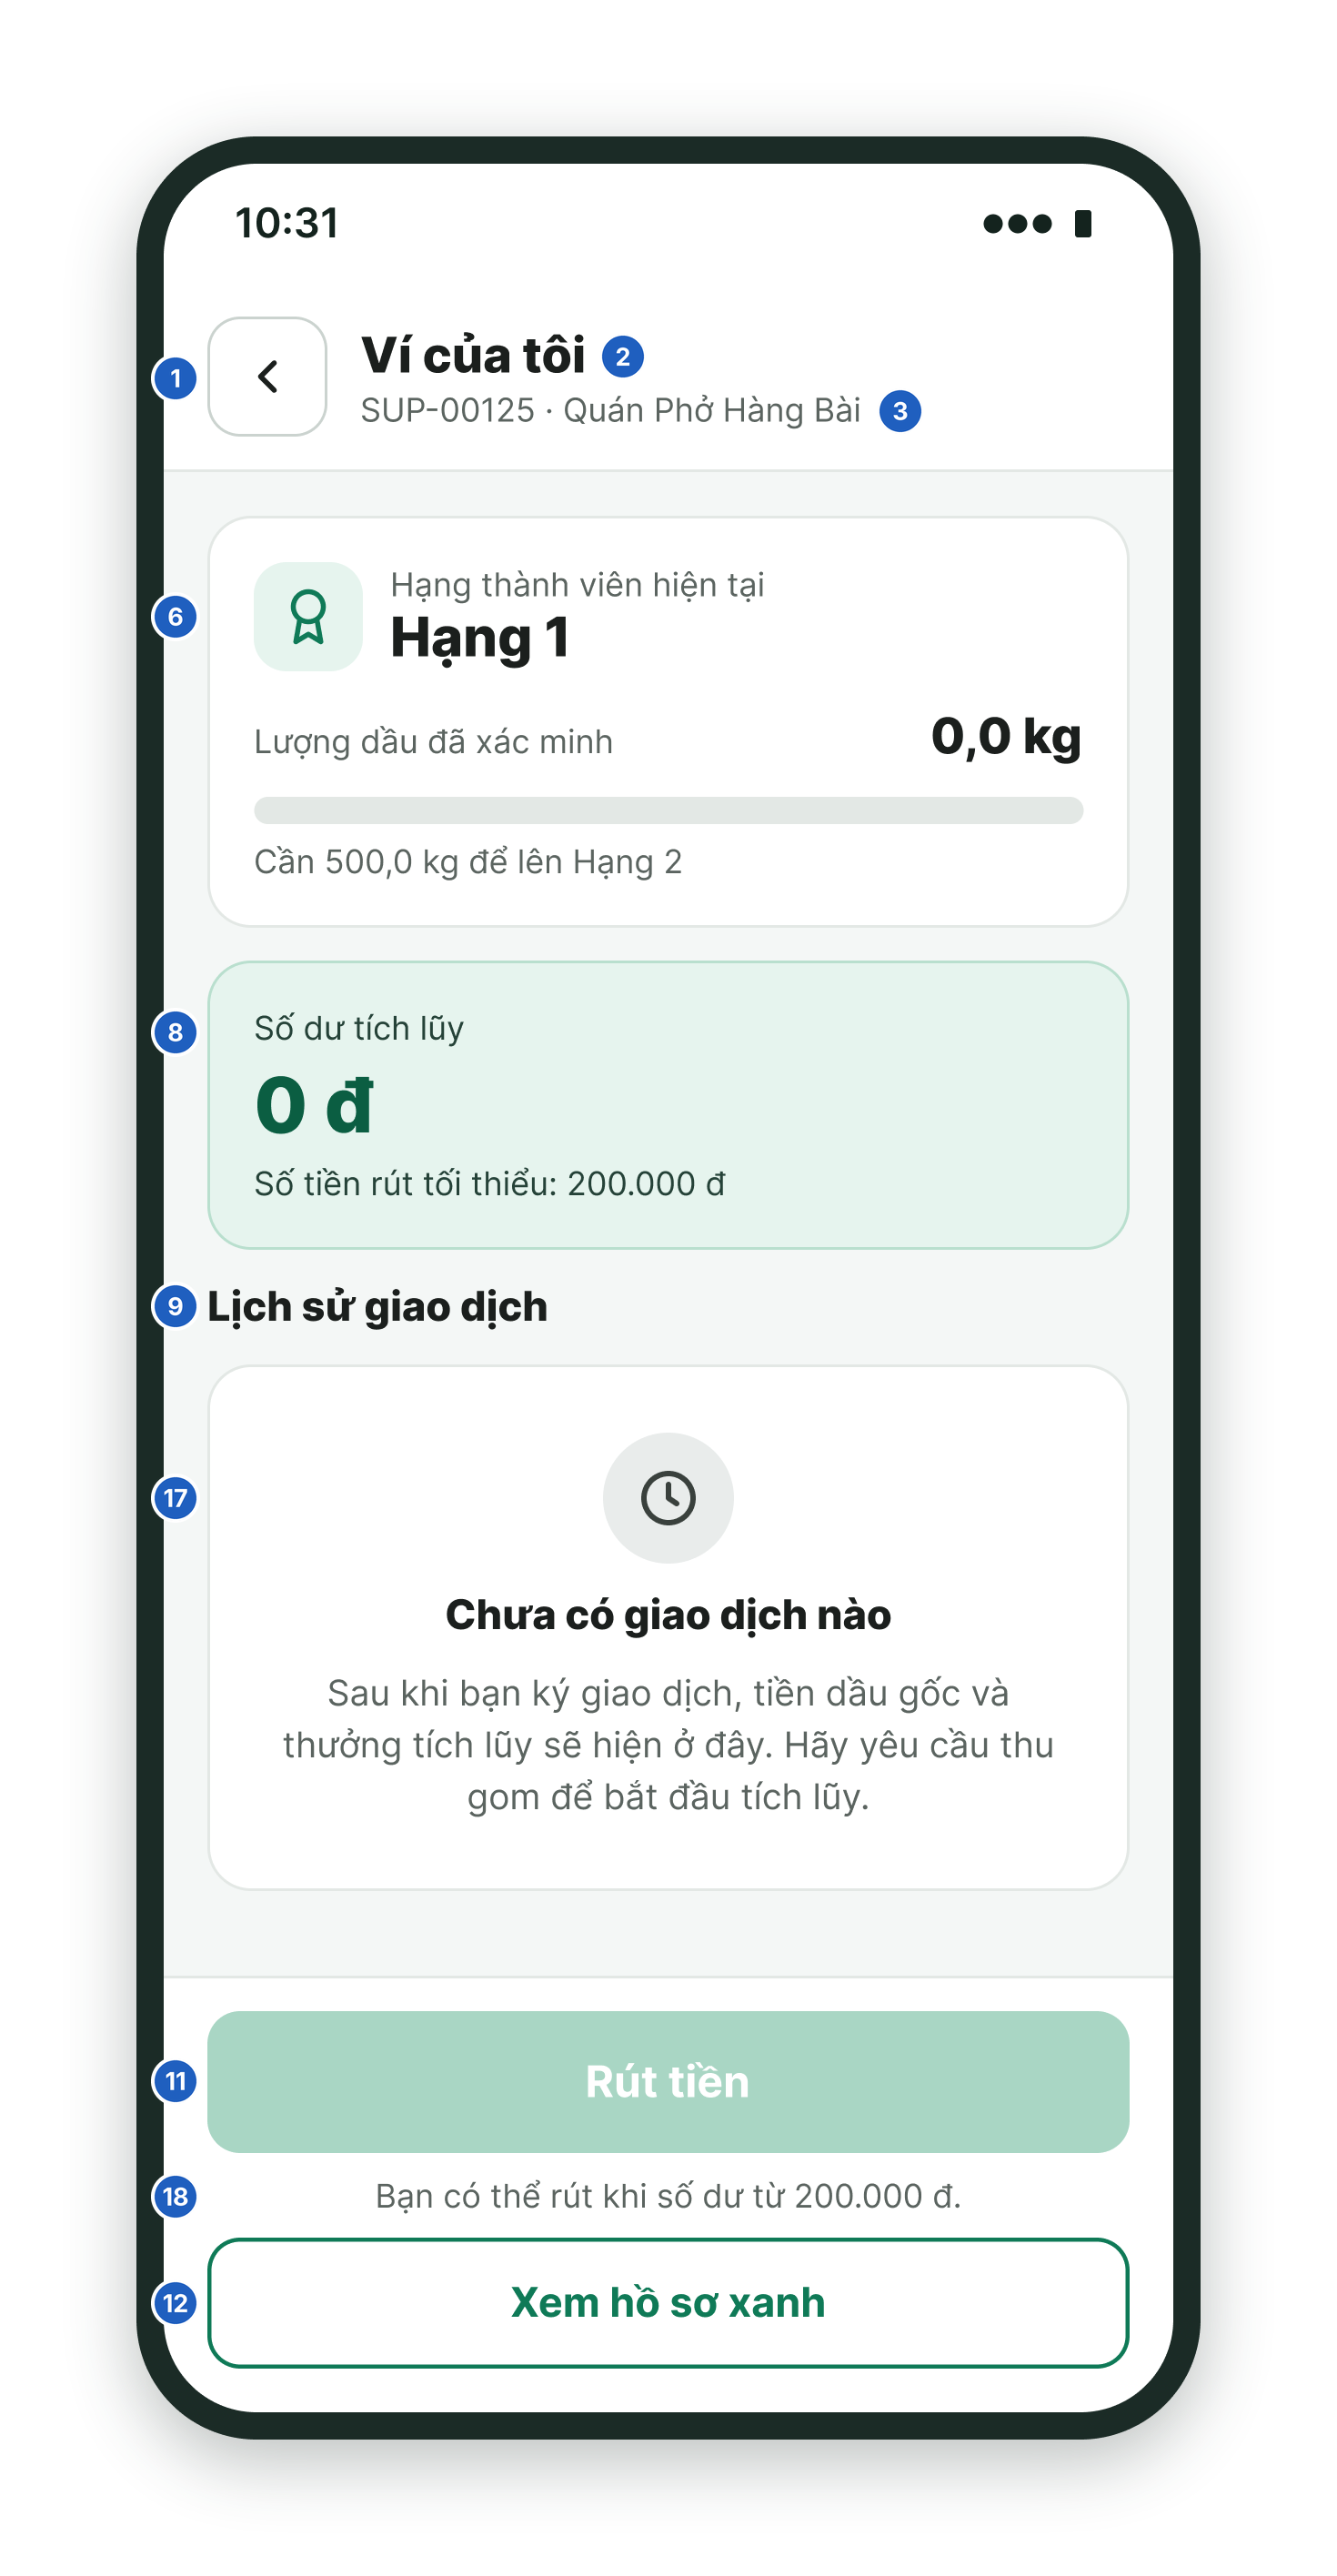 10:31
1
Ví của tôi 2
SUP-00125 · Quán Phở Hàng Bài 3
6
Hạng thành viên hiện tại
Hạng 1
Lượng dầu đã xác minh 0,0 kg
Cần 500,0 kg để lên Hạng 2
8
Số dư tích lũy
0 đ
Số tiền rút tối thiểu: 200.000 đ
9 Lịch sử giao dịch
17
Chưa có giao dịch nào
Sau khi bạn ký giao dịch, tiền dầu gốc và
thưởng tích lũy sẽ hiện ở đây. Hãy yêu cầu thu
gom để bắt đầu tích lũy.
11 Rút tiền
18 Bạn có thể rút khi số dư từ 200.000 đ.
12 Xem hồ sơ xanh